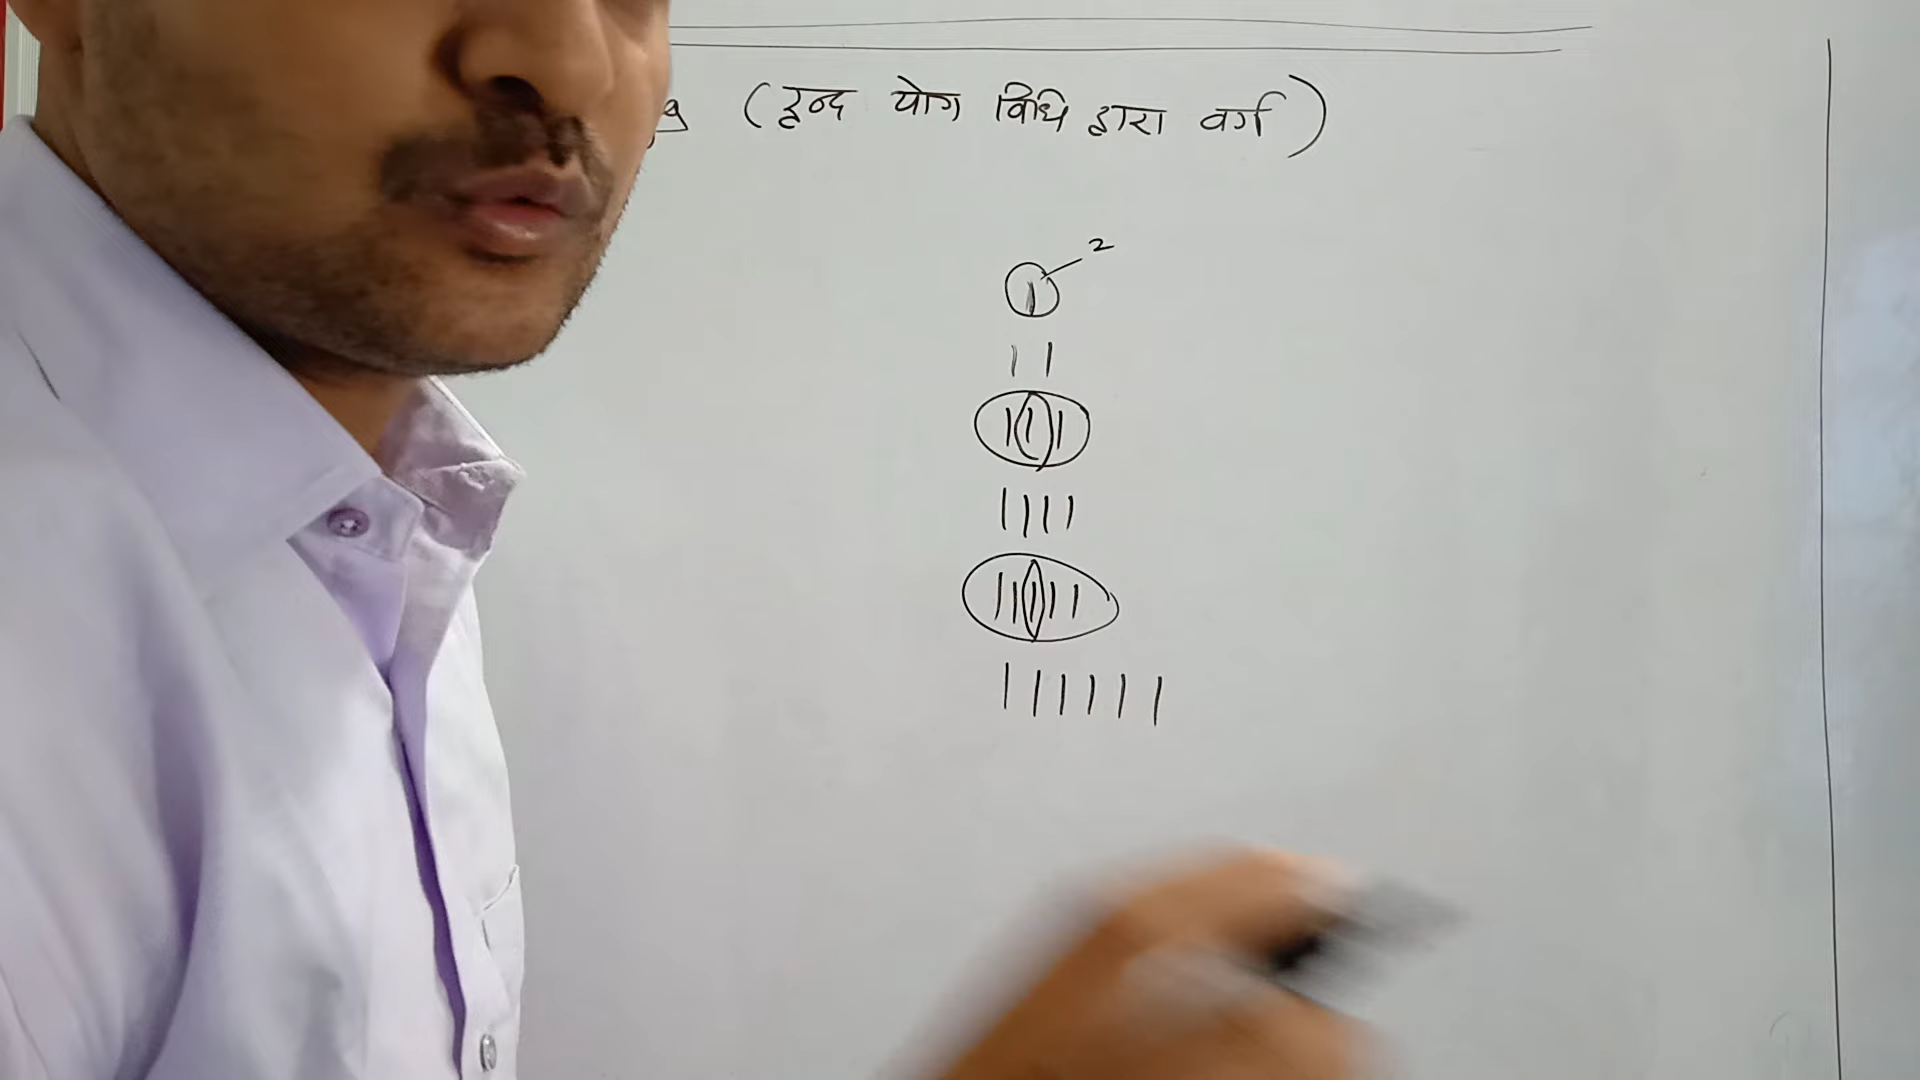 g (द्वन्द योग विधि द्वारा वर्ग)
2
|
| |
| | |
| | | |
| | | | |
| | | | | |